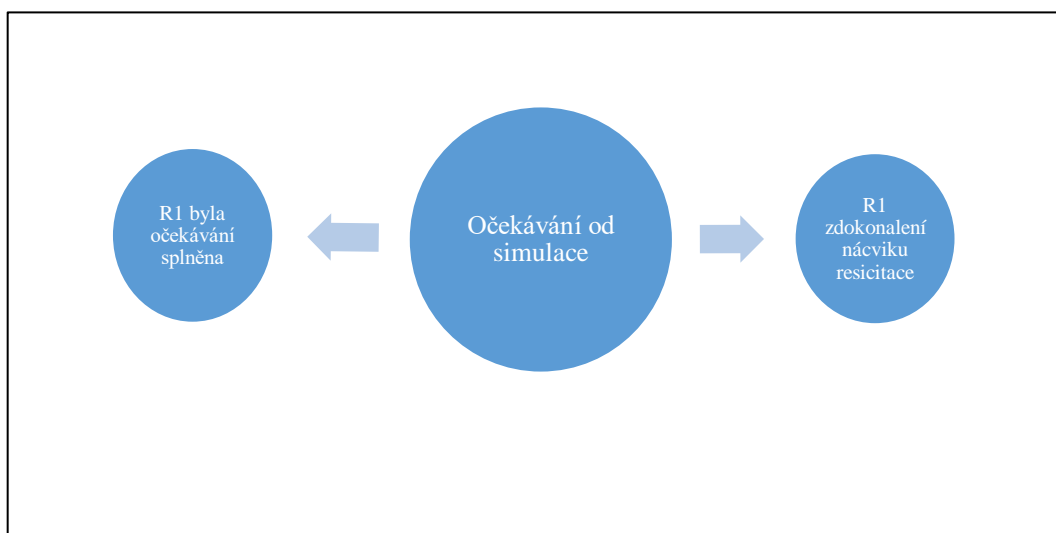 R1 byla
očekávání
splněna
Očekávání od
simulace
R1
zdokonalení
nácviku
resicitace